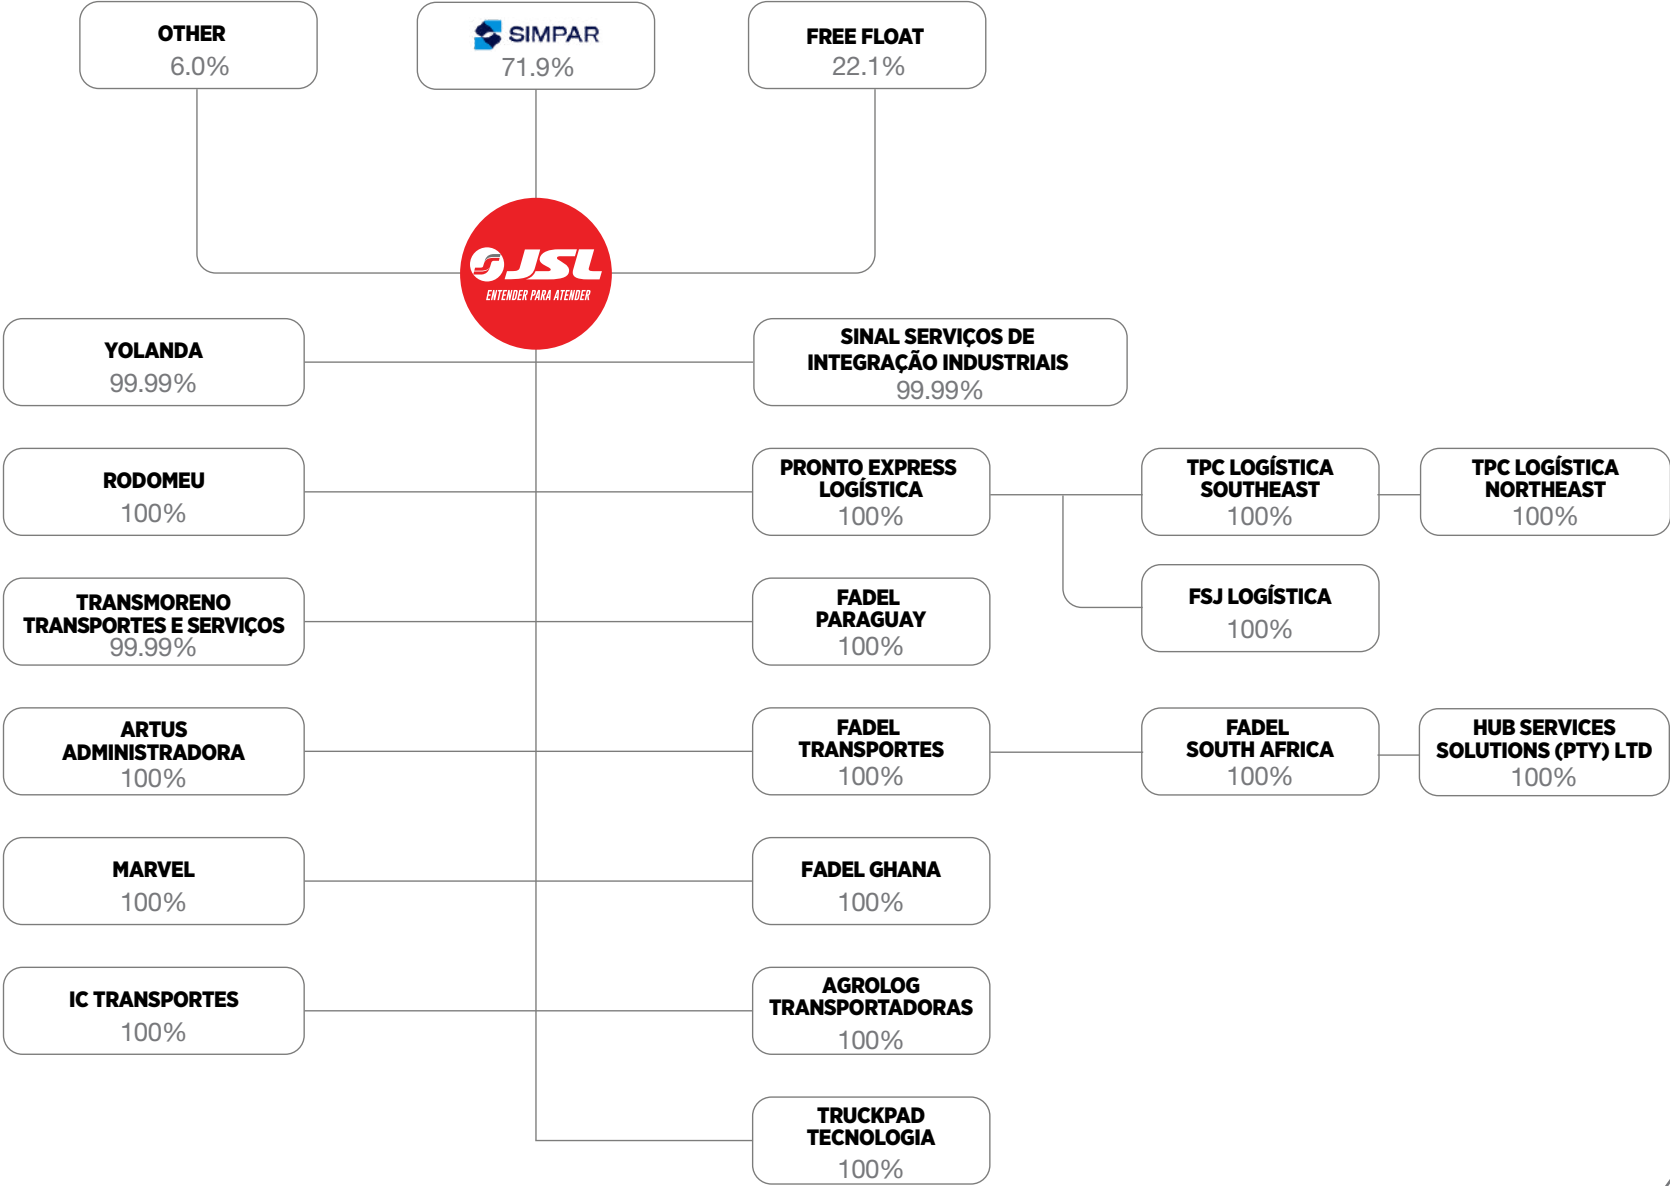 OTHER
6.0%
SIMPAR
71.9%
FREE FLOAT
22.1%
JSL
ENTENDER PARA ATENDER
YOLANDA
99.99%
SINAL SERVIÇOS DE
INTEGRAÇÃO INDUSTRIAIS
99.99%
RODOMEU
100%
PRONTO EXPRESS
LOGÍSTICA
100%
TPC LOGÍSTICA
SOUTHEAST
100%
TPC LOGÍSTICA
NORTHEAST
100%
TRANSMORENO
TRANSPORTES E SERVIÇOS
99.99%
FADEL
PARAGUAY
100%
FSJ LOGÍSTICA
100%
ARTUS
ADMINISTRADORA
100%
FADEL
TRANSPORTES
100%
FADEL
SOUTH AFRICA
100%
HUB SERVICES
SOLUTIONS (PTY) LTD
100%
MARVEL
100%
FADEL GHANA
100%
IC TRANSPORTES
100%
AGROLOG
TRANSPORTADORAS
100%
TRUCKPAD
TECNOLOGIA
100%